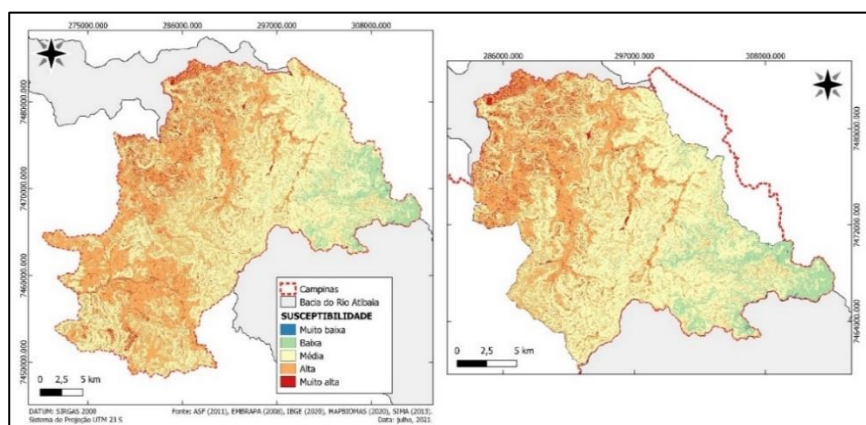 275000.000 286000.000 297000.000 308000.000
7480000.000
7470000.000
7460000.000
7450000.000
Campinas
Bacia do Rio Atibaia
SUSCEPTIBILIDADE
Muito baixa
Baixa
Média
Alta
Muito alta
0 2,5 5 km
DATUM: SIRGAS 2000
Sistema de Projeção UTM 23 S
Fonte: ASF (2011), EMBRAPA (2008), IBGE (2020), MAPBIOMAS (2020), SIMA (2013).
Data: Julho, 2021
286000.000 297000.000 308000.000
7480000.000
7472000.000
7464000.000
0 2,5 5 km